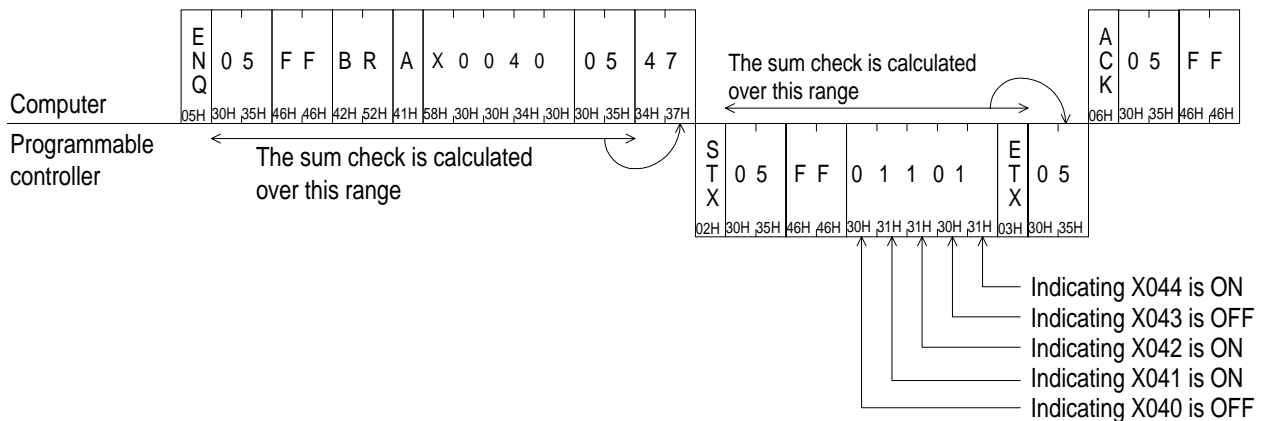 ENQ 0 5 F F B R A X 0 0 4 0 0 5 4 7
05H 30H 35H 46H 46H 42H 52H 41H 58H 30H 30H 34H 30H 30H 35H 34H 37H
Computer
The sum check is calculated
over this range
ACK 0 5 F F
06H 30H 35H 46H 46H
Programmable
controller
The sum check is calculated
over this range
STX 0 5 F F 0 1 1 0 1 ETX 0 5
02H 30H 35H 46H 46H 30H 31H 31H 30H 31H 03H 30H 35H
Indicating X044 is ON
Indicating X043 is OFF
Indicating X042 is ON
Indicating X041 is ON
Indicating X040 is OFF